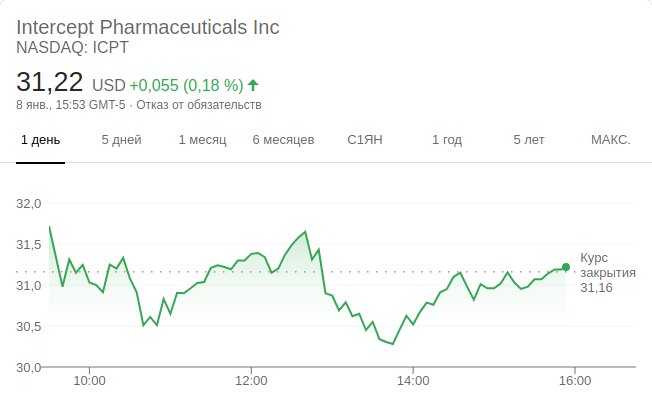 Intercept Pharmaceuticals Inc
NASDAQ: ICPT
31,22 USD +0,055 (0,18 %)
8 янв., 15:53 GMT-5 · Отказ от обязательств
1 день 5 дней 1 месяц 6 месяцев С1ЯН 1 год 5 лет МАКС.
32,0
31,5
Курс
закрытия
31,16
31,0
30,5
30,0
10:00 12:00 14:00 16:00